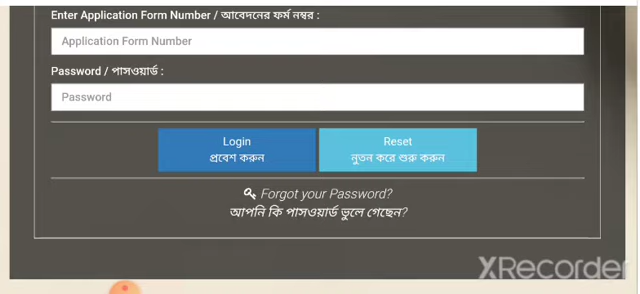 Enter Application Form Number / আবেদনের ফর্ম নম্বর :
Application Form Number
Password / পাসওয়ার্ড :
Password
Login
প্রবেশ করুন
Reset
নুতন করে শুরু করুন
Forgot your Password?
আপনি কি পাসওয়ার্ড ভুলে গেছেন?
XRecorder